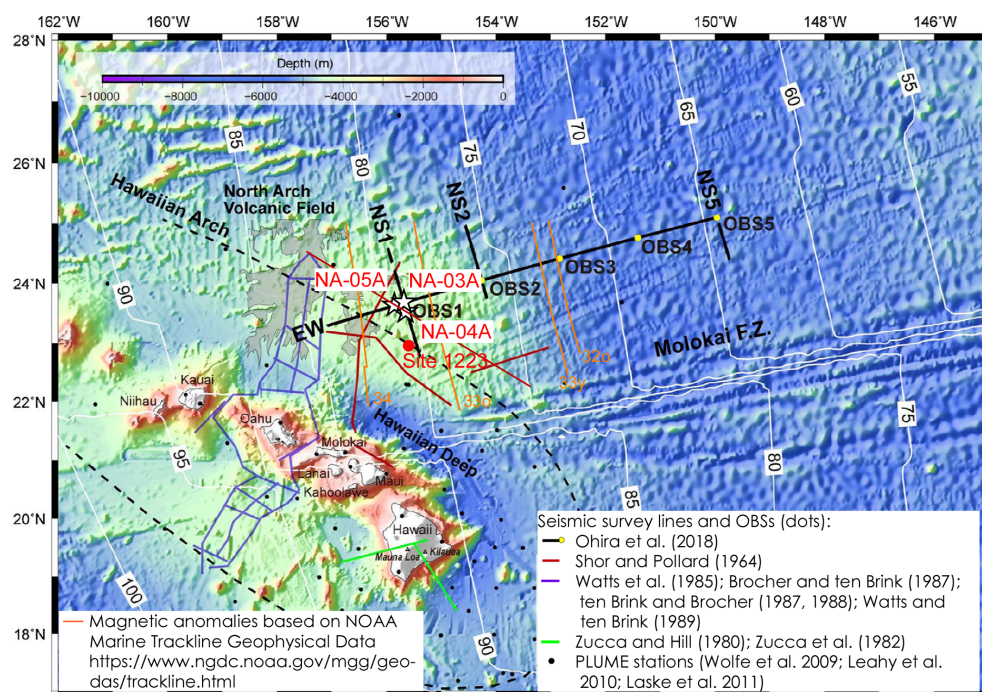 162°W 160°W 158°W 156°W 154°W 152°W 150°W 148°W 146°W
28°N
Depth (m)
−10000 −8000 −6000 −4000 −2000 0
55
60
65
70
75
80
85
26°N
NS5
NS2
NS1
North Arch
Volcanic Field
Hawaiian Arch
OBS5
OBS4
OBS3
OBS2
24°N
NA-05A
NA-03A
90
OBS1
EW
NA-04A
Site 1223
Molokai F.Z.
32o
33y
33o
34
22°N
Kauai
Niihau
Oahu
Molokai
Lanai
Maui
Kahoolawe
Hawaiian Deep
75
80
85
95
20°N
Hawaii
Mauna Loa
Kilauea
100
90
18°N
Seismic survey lines and OBSs (dots):
Ohira et al. (2018)
Shor and Pollard (1964)
Watts et al. (1985); Brocher and ten Brink (1987);
ten Brink and Brocher (1987, 1988); Watts and
ten Brink (1989)
Zucca and Hill (1980); Zucca et al. (1982)
PLUME stations (Wolfe et al. 2009; Leahy et al.
2010; Laske et al. 2011)
Magnetic anomalies based on NOAA
Marine Trackline Geophysical Data
https://www.ngdc.noaa.gov/mgg/geo-
das/trackline.html